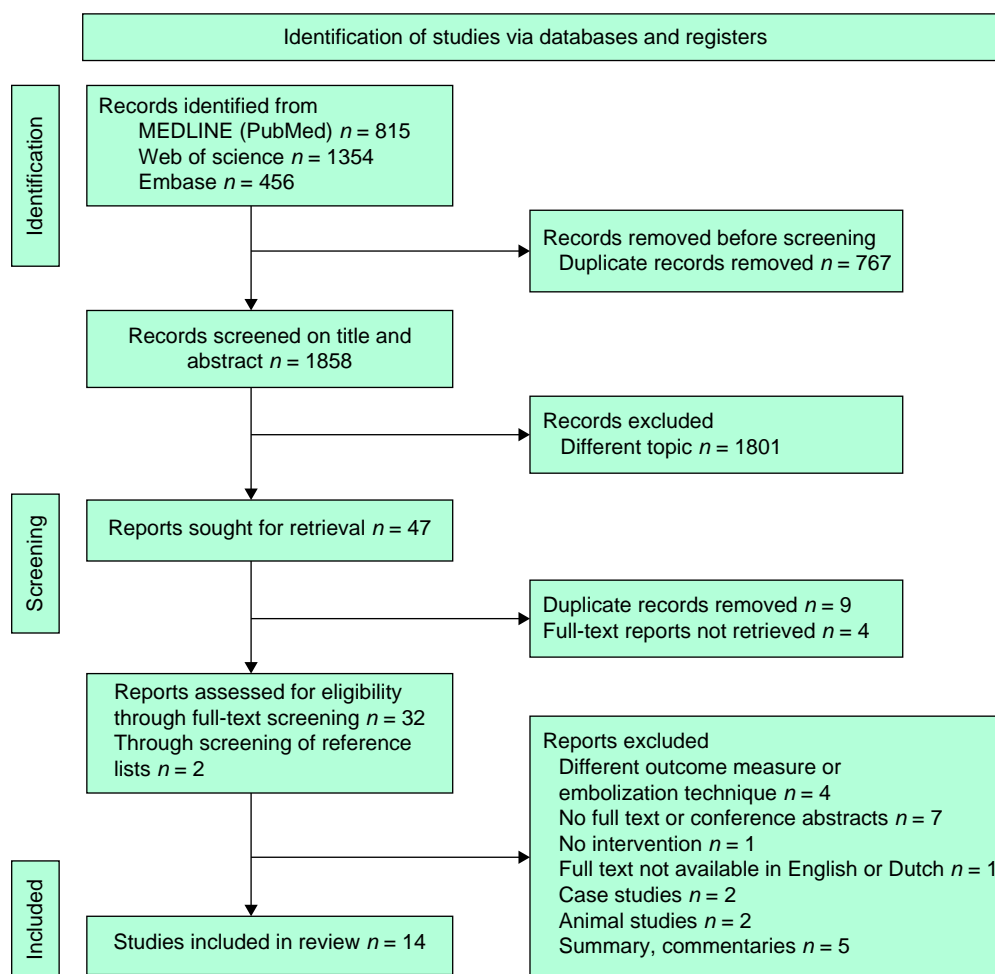 Identification of studies via databases and registers
Identification
Records identified from
MEDLINE (PubMed) n = 815
Web of science n = 1354
Embase n = 456
Records removed before screening
Duplicate records removed n = 767
Records screened on title and
abstract n = 1858
Records excluded
Different topic n = 1801
Screening
Reports sought for retrieval n = 47
Duplicate records removed n = 9
Full-text reports not retrieved n = 4
Reports assessed for eligibility
through full-text screening n = 32
Through screening of reference
lists n = 2
Reports excluded
Different outcome measure or
embolization technique n = 4
No full text or conference abstracts n = 7
No intervention n = 1
Full text not available in English or Dutch n = 1
Case studies n = 2
Animal studies n = 2
Summary, commentaries n = 5
Included
Studies included in review n = 14